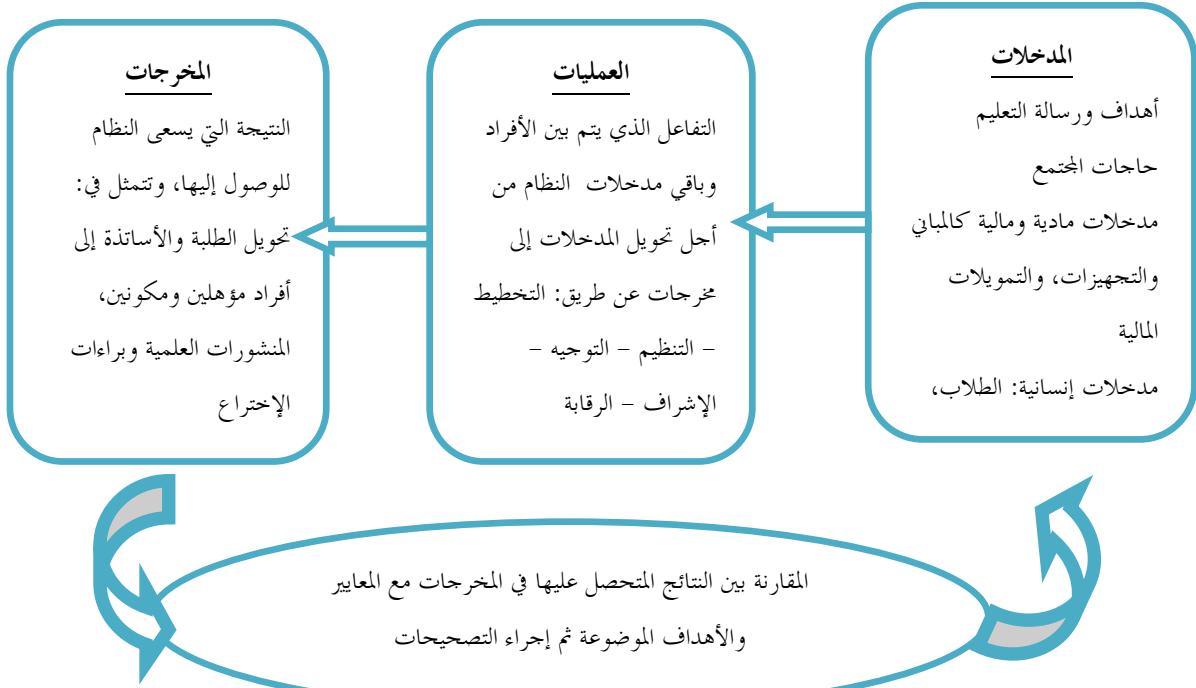 المدخلات
أهداف ورسالة التعليم
حاجات المجتمع
مدخلات مادية ومالية كالمباني
والتجهيزات، والتمويلات
المالية
مدخلات إنسانية: الطلاب،
العمليات
التفاعل الذي يتم بين الأفراد
وباقي مدخلات النظام من
أجل تحويل المدخلات إلى
مخرجات عن طريق: التخطيط
– التنظيم – التوجيه –
الإشراف – الرقابة
المخرجات
النتيجة التي يسعى النظام
للوصول إليها، وتتمثل في:
تحويل الطلبة والأساتذة إلى
أفراد مؤهلين ومكونين،
المنشورات العلمية وبراءات
الإختراع
المقارنة بين النتائج المتحصل عليها في المخرجات مع المعايير
والأهداف الموضوعة ثم إجراء التصحيحات